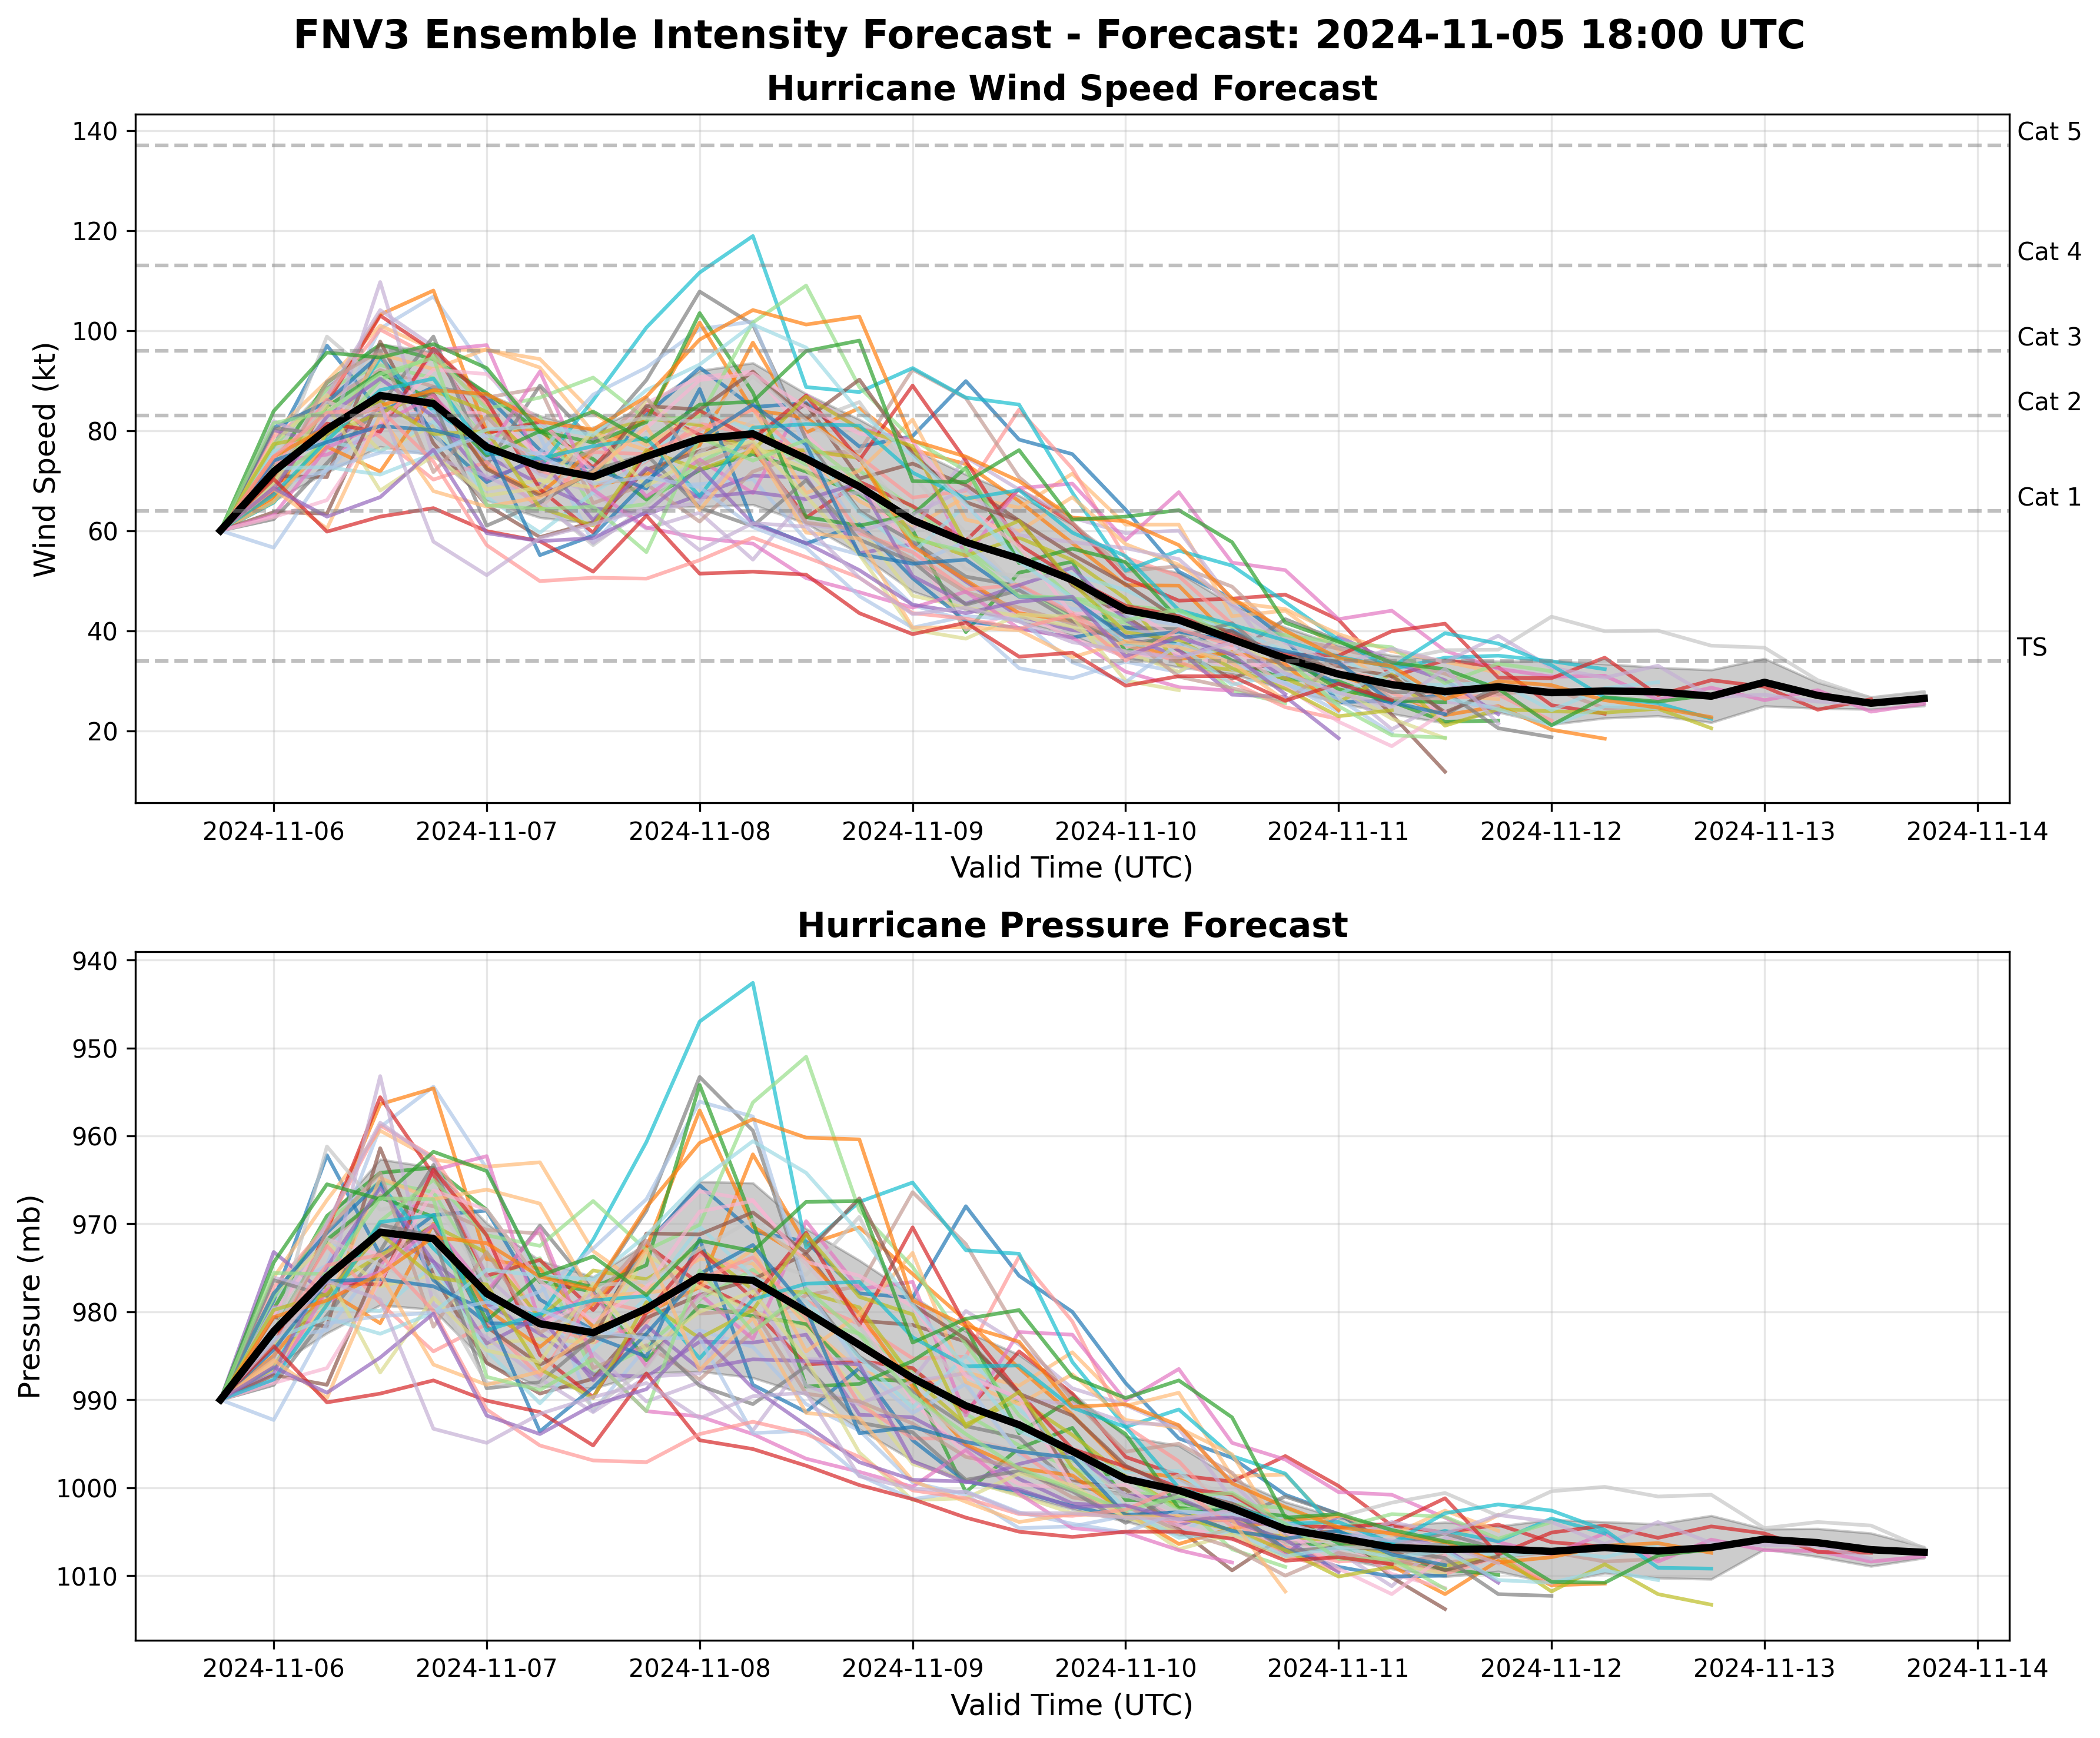 FNV3 Ensemble Intensity Forecast - Forecast: 2024-11-05 18:00 UTC
Hurricane Wind Speed Forecast
140
120
100
80
60
40
20
Wind Speed (kt)
Cat 5
Cat 4
Cat 3
Cat 2
Cat 1
TS
2024-11-06 2024-11-07 2024-11-08 2024-11-09 2024-11-10 2024-11-11 2024-11-12 2024-11-13 2024-11-14
Valid Time (UTC)
Hurricane Pressure Forecast
940
950
960
970
980
990
1000
1010
Pressure (mb)
2024-11-06 2024-11-07 2024-11-08 2024-11-09 2024-11-10 2024-11-11 2024-11-12 2024-11-13 2024-11-14
Valid Time (UTC)